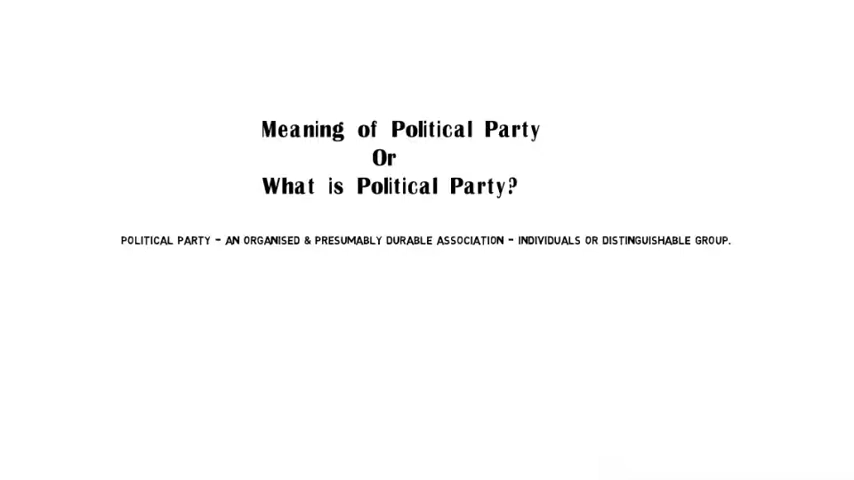 Meaning of Political Party
Or
What is Political Party?
POLITICAL PARTY - AN ORGANISED & PRESUMABLY DURABLE ASSOCIATION - INDIVIDUALS OR DISTINGUISHABLE GROUP.